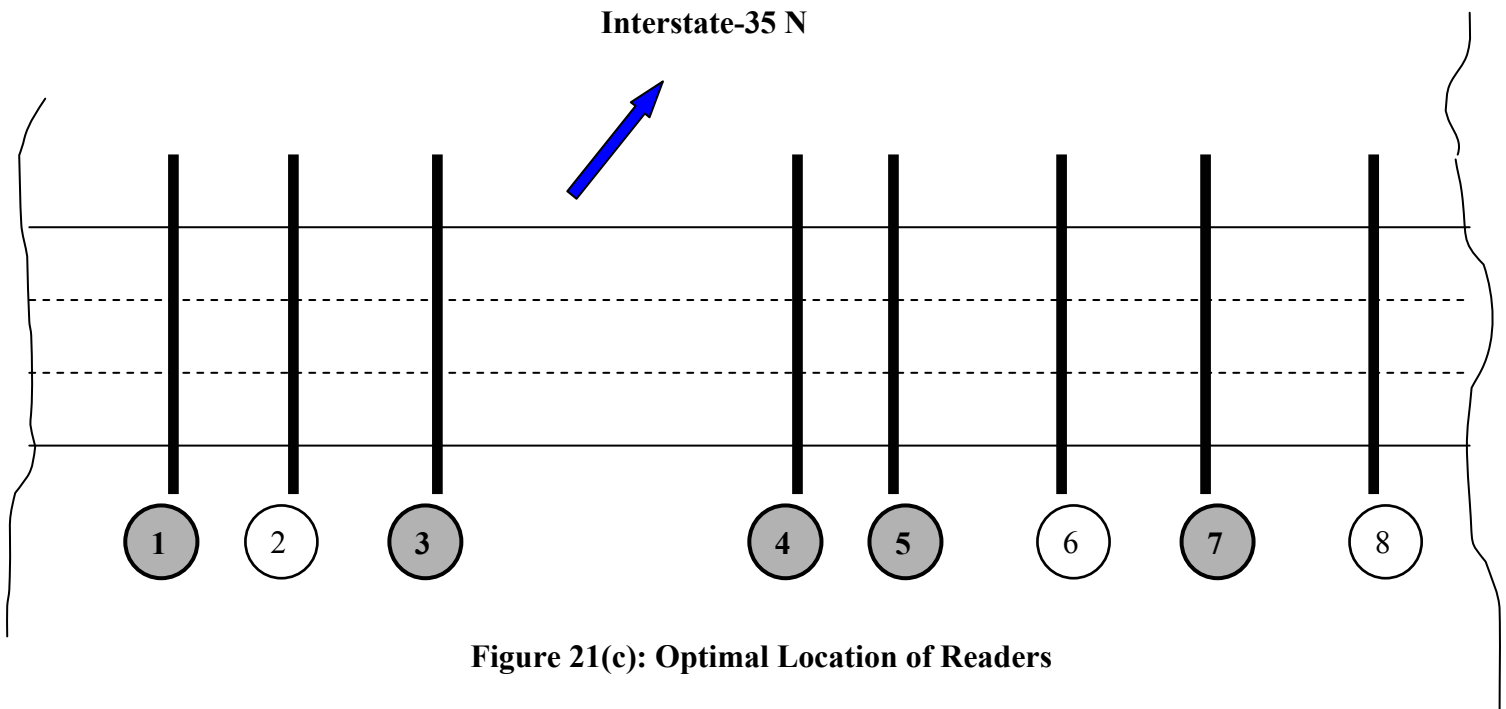 Interstate-35 N
1 2 3 4 5 6 7 8
Figure 21(c): Optimal Location of Readers